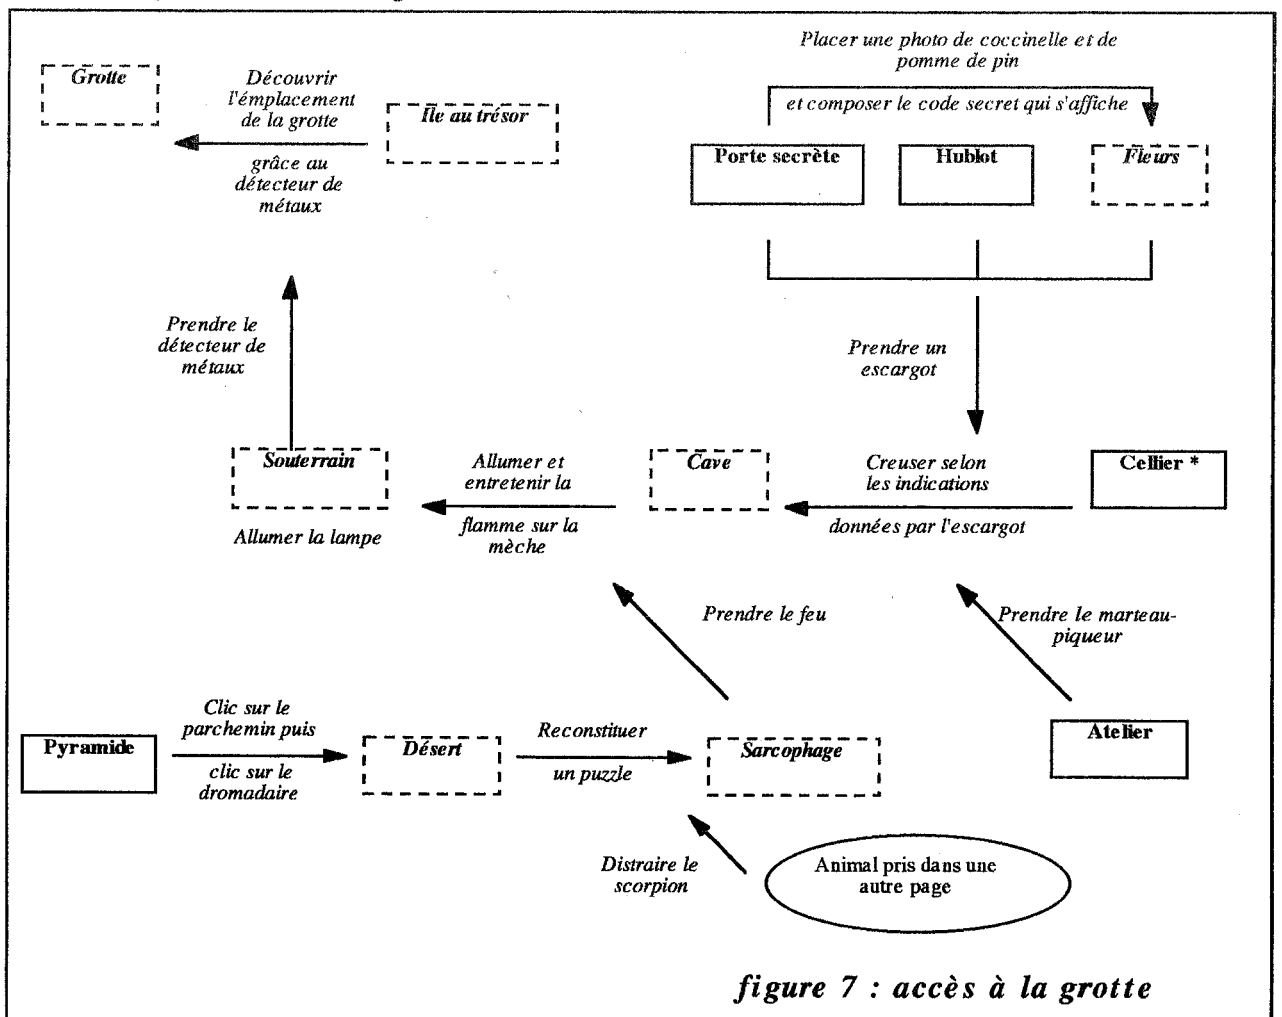 Placer une photo de coccinelle et de
pomme de pin
et composer le code secret qui s'affiche
Grotte
Découvrir
l'émplacement
de la grotte
grâce au
détecteur de
métaux
Ile au trésor
Porte secrète
Hublot
Fleurs
Prendre le
détecteur de
métaux
Prendre un
escargot
Souterrain
Allumer la lampe
Allumer et
entretenir la
flamme sur la
mèche
Cave
Creuser selon
les indications
données par l'escargot
Cellier *
Prendre le feu
Prendre le marteau-
piqueur
Pyramide
Clic sur le
parchemin puis
clic sur le
dromadaire
Désert
Reconstituer
un puzzle
Sarcophage
Atelier
Distraire le
scorpion
Animal pris dans une
autre page
figure 7 : accès à la grotte